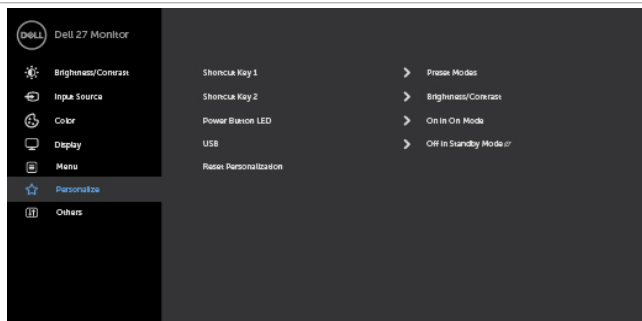 DELL Dell 27 Monitor
Brightness/Contrast Shortcut Key 1 Preset Modes
Input Source Shortcut Key 2 Brightness/Contrast
Color Power Button LED On in On Mode
Display USB Off in Standby Mode
Menu Reset Personalization
Personalize
Others